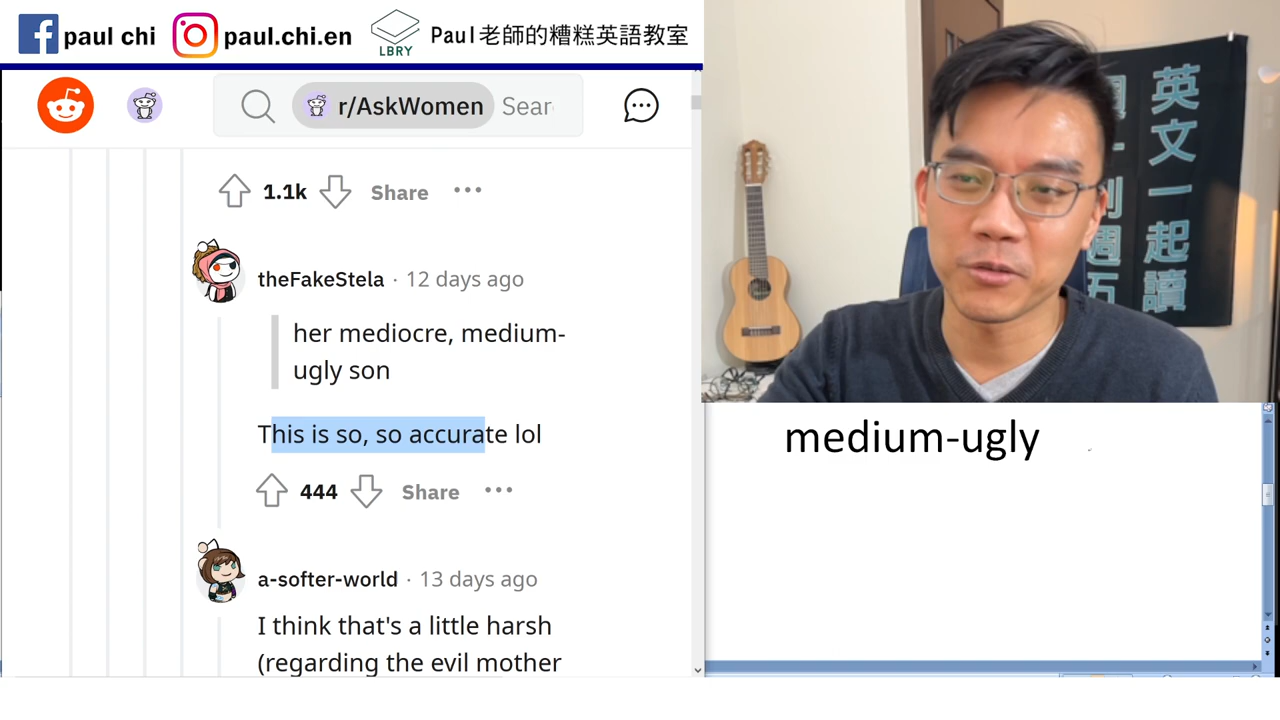 paul chi
paul.chi.en
LBRY
Paul老師的糟糕英語教室
r/AskWomen
Sear
1.1k
Share
theFakeStela · 12 days ago
her mediocre, medium-
ugly son
This is so, so accurate lol
444
Share
a-softer-world · 13 days ago
I think that's a little harsh
(regarding the evil mother
英文一起讀
週五
medium-ugly